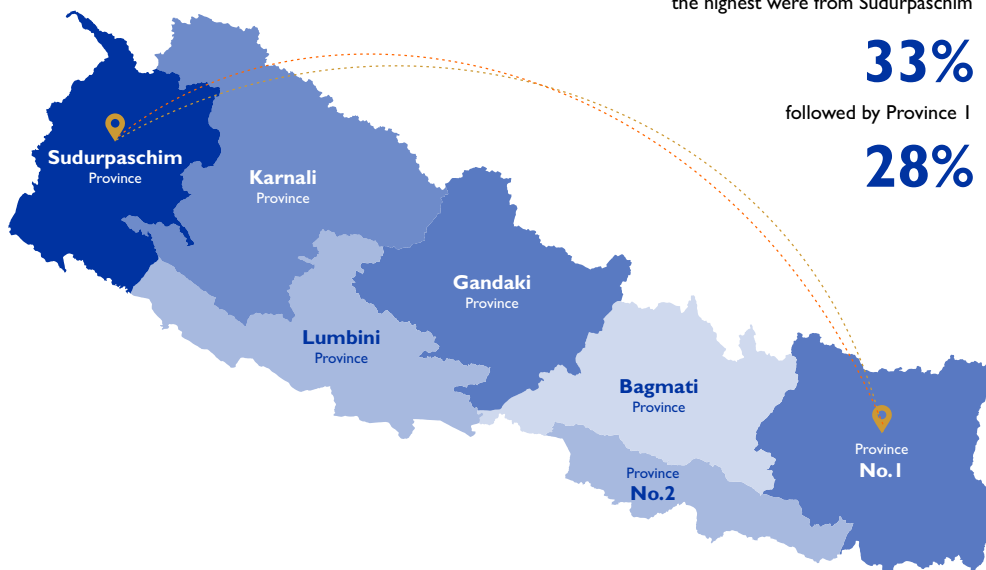 the highest were from Sudurpaschim
33%
followed by Province 1
28%
Sudurpaschim
Province
Karnali
Province
Gandaki
Province
Lumbini
Province
Bagmati
Province
Province
No.1
Province
No.2